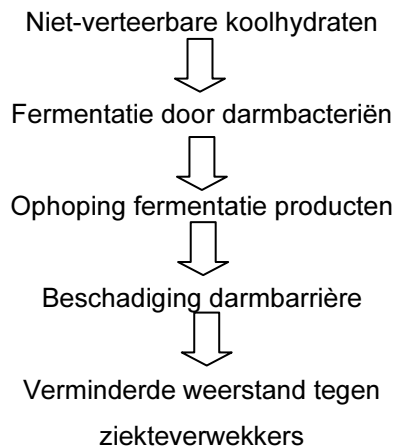 Niet-verteerbare koolhydraten
Fermentatie door darmbacteriën
Ophoping fermentatie producten
Beschadiging darmbarrière
Verminderde weerstand tegen
ziekteverwekkers